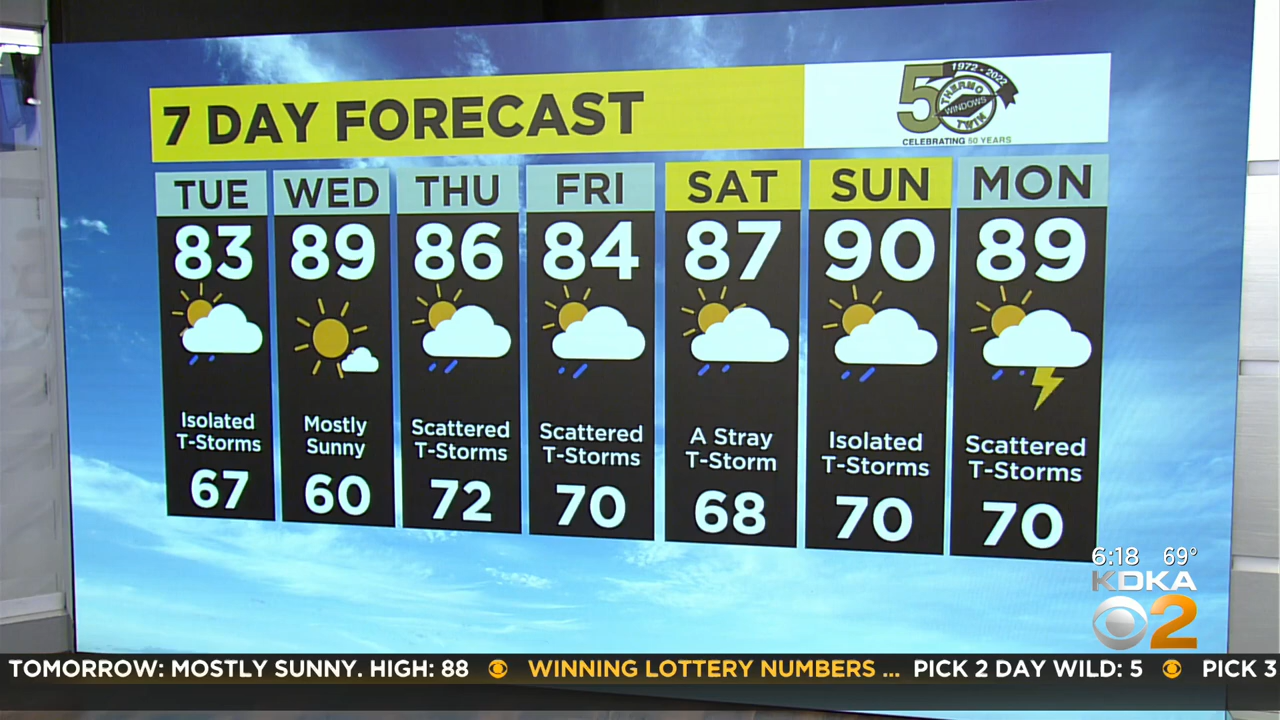 7 DAY FORECAST
50
1972 - 2022
THERMO
WINDOWS
TWIN
CELEBRATING 50 YEARS
TUE WED THU FRI SAT SUN MON
83 89 86 84 87 90 89
Isolated
T-Storms
Mostly
Sunny
Scattered
T-Storms
Scattered
T-Storms
A Stray
T-Storm
Isolated
T-Storms
Scattered
T-Storms
67 60 72 70 68 70 70
6:18 69°
KDKA
2
TOMORROW: MOSTLY SUNNY. HIGH: 88 WINNING LOTTERY NUMBERS ... PICK 2 DAY WILD: 5 PICK 3